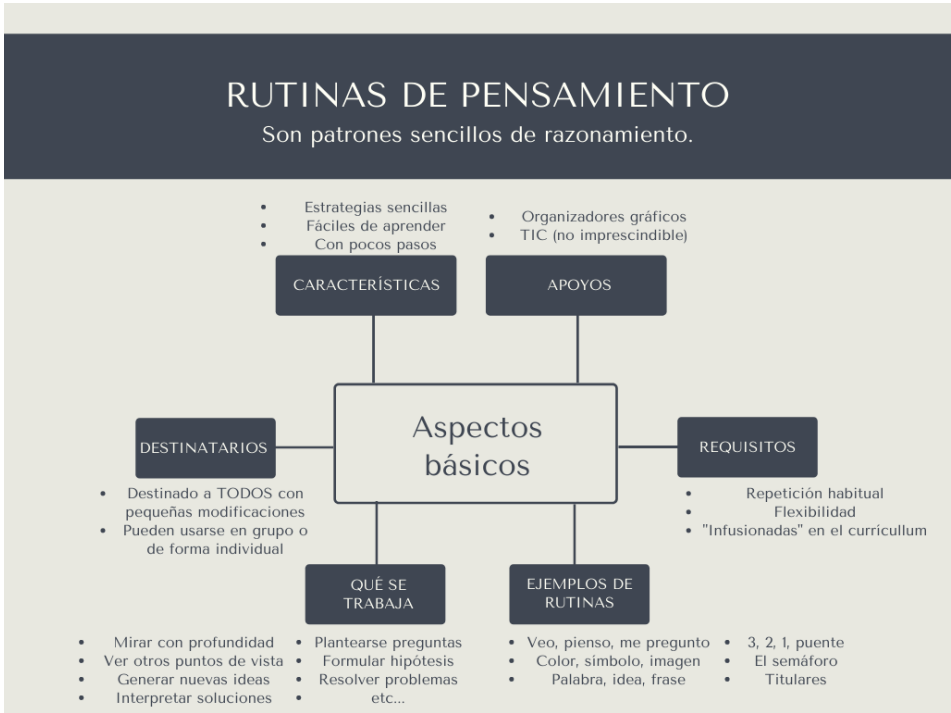 RUTINAS DE PENSAMIENTO
Son patrones sencillos de razonamiento.
• Estrategias sencillas
• Fáciles de aprender
• Con pocos pasos
CARACTERÍSTICAS
• Organizadores gráficos
• TIC (no imprescindible)
APOYOS
Aspectos
básicos
DESTINATARIOS
• Destinado a TODOS con
pequeñas modificaciones
• Pueden usarse en grupo o
de forma individual
REQUISITOS
• Repetición habitual
• Flexibilidad
• "Infusionadas" en el currícullum
QUÉ SE
TRABAJA
• Mirar con profundidad
• Ver otros puntos de vista
• Generar nuevas ideas
• Interpretar soluciones
• Plantearse preguntas
• Formular hipótesis
• Resolver problemas
• etc...
EJEMPLOS DE
RUTINAS
• Veo, pienso, me pregunto
• Color, símbolo, imagen
• Palabra, idea, frase
• 3, 2, 1, puente
• El semáforo
• Titulares